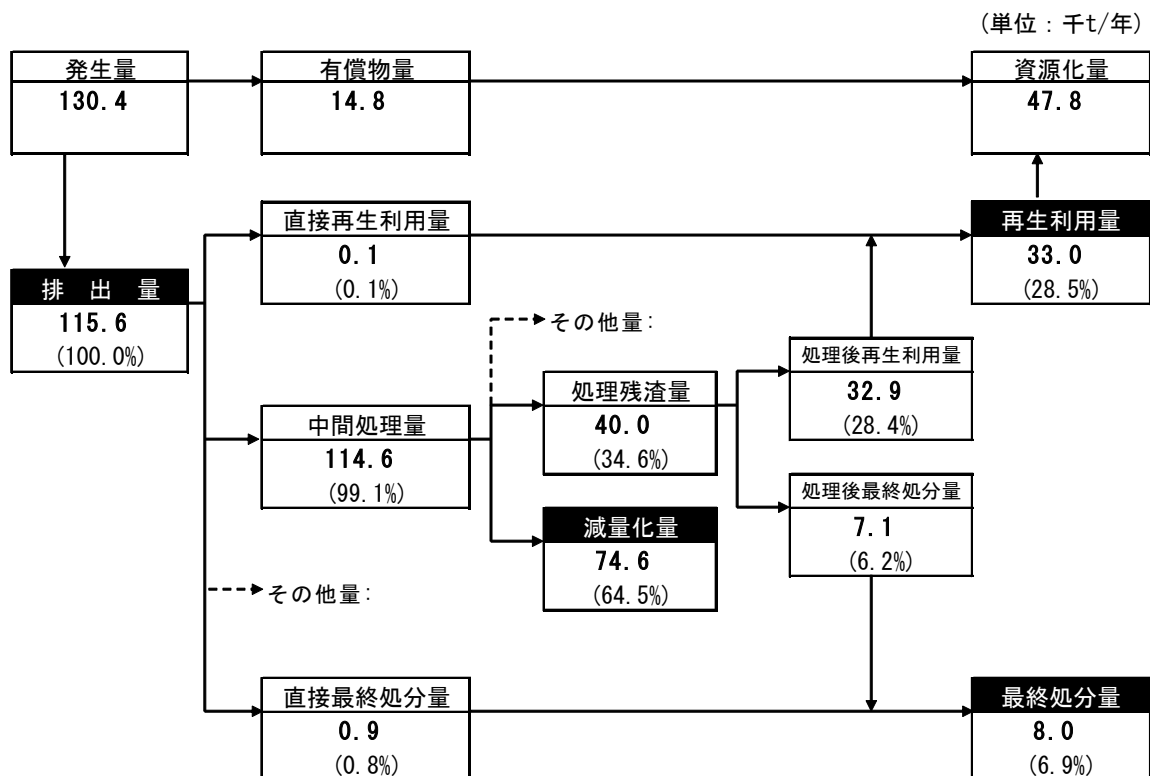 (単位：千t/年)
発生量
130.4
有償物量
14.8
資源化量
47.8
直接再生利用量
0.1
(0.1%)
再生利用量
33.0
(28.5%)
排 出 量
115.6
(100.0%)
その他量：
処理後再生利用量
32.9
(28.4%)
処理残渣量
40.0
(34.6%)
中間処理量
114.6
(99.1%)
処理後最終処分量
7.1
(6.2%)
減量化量
74.6
(64.5%)
その他量：
直接最終処分量
0.9
(0.8%)
最終処分量
8.0
(6.9%)